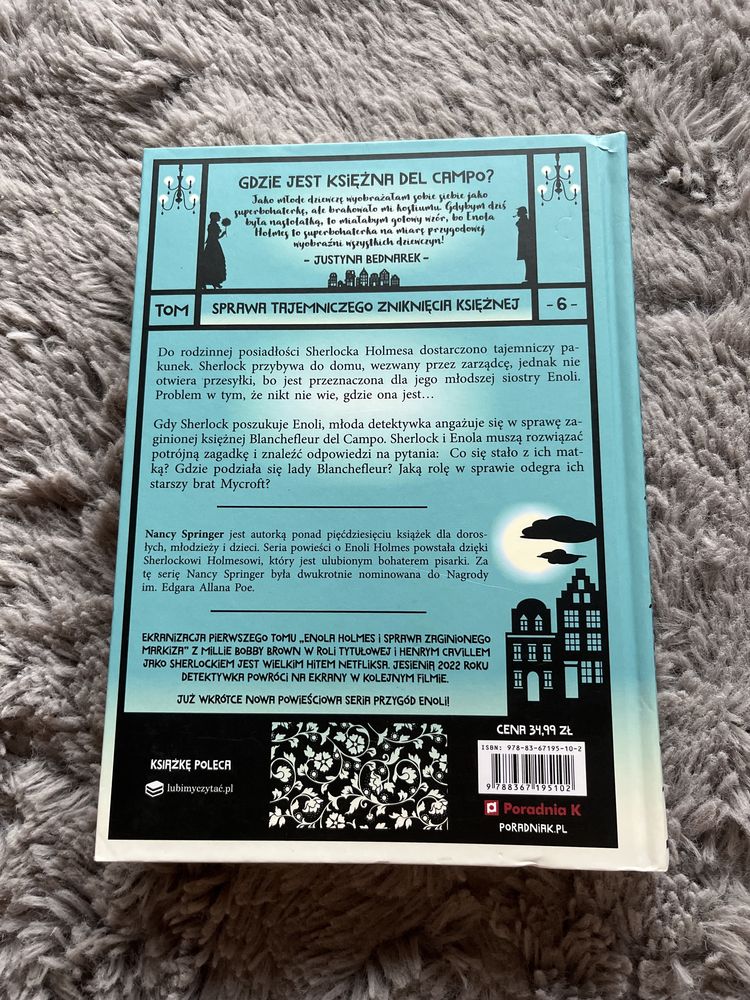 GDZIE JEST KSIĘŻNA DEL CAMPO?
Jako młode dziewczę wyobrażałam sobie siebie jako
superbohaterkę, ale brakowało mi kostiumu. Gdybym dziś
była nastolatką, to miałabym gotowy wzór, bo Enola
Holmes to superbohaterka na miarę przygodowej
wyobraźni wszystkich dziewczyn!
- JUSTYNA BEDNAREK -
TOM SPRAWA TAJEMNICZEGO ZNIKNIĘCIA KSIĘŻNEJ -6-
Do rodzinnej posiadłości Sherlocka Holmesa dostarczono tajemniczy pa-
kunek. Sherlock przybywa do domu, wezwany przez zarządcę, jednak nie
otwiera przesyłki, bo jest przeznaczona dla jego młodszej siostry Enoli.
Problem w tym, że nikt nie wie, gdzie ona jest…
Gdy Sherlock poszukuje Enoli, młoda detektywka angażuje się w sprawę za-
ginionej księżnej Blanchefleur del Campo. Sherlock i Enola muszą rozwiązać
potrójną zagadkę i znaleźć odpowiedzi na pytania: Co się stało z ich mat-
ką? Gdzie podziała się lady Blanchefleur? Jaką rolę w sprawie odegra ich
starszy brat Mycroft?
Nancy Springer jest autorką ponad pięćdziesięciu książek dla doros-
łych, młodzieży i dzieci. Seria powieści o Enoli Holmes powstała dzięki
Sherlockowi Holmesowi, który jest ulubionym bohaterem pisarki. Za
tę serię Nancy Springer była dwukrotnie nominowana do Nagrody
im. Edgara Allana Poe.
EKRANIZACJA PIERWSZEGO TOMU „ENOLA HOLMES I SPRAWA ZAGINIONEGO
MARKIZA” Z MILLIE BOBBY BROWN W ROLI TYTUŁOWEJ I HENRYM CAVILLEM
JAKO SHERLOCKIEM JEST WIELKIM HITEM NETFLIKSA. JESIENIĄ 2022 ROKU
DETEKTYWKA POWRÓCI NA EKRANY W KOLEJNYM FILMIE.
JUŻ WKRÓTCE NOWA POWIEŚCIOWA SERIA PRZYGÓD ENOLI!
CENA 34,99 ZŁ
ISBN: 978-83-67195-10-2
9 788367 195102
KSIĄŻKĘ POLECA
lubimyczytać.pl
Poradnia K
PORADNIAK.PL